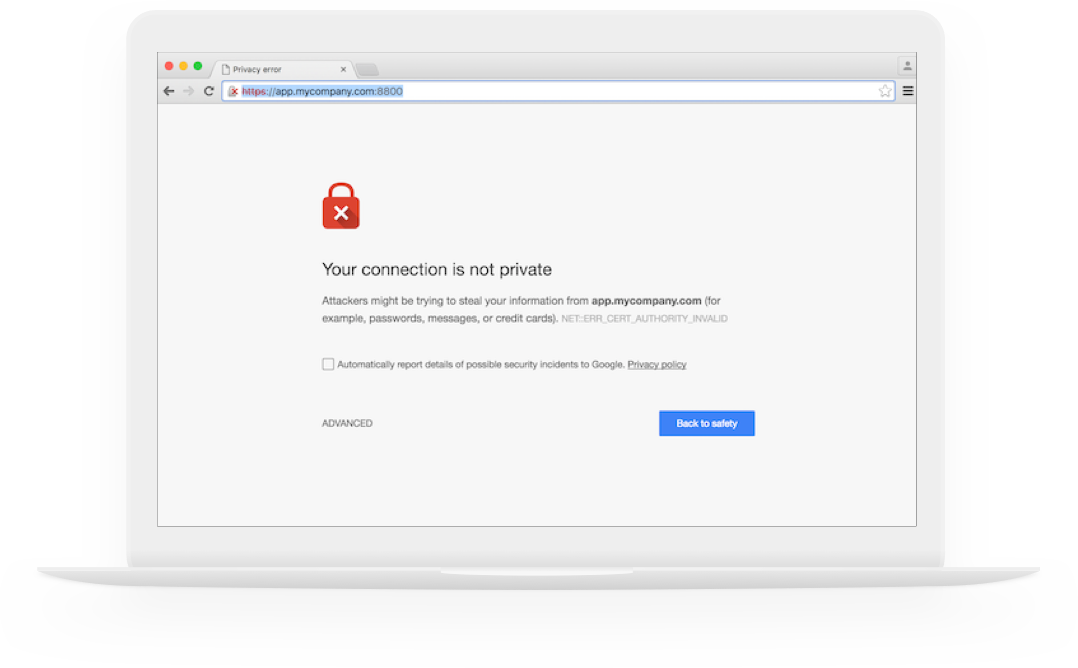 Privacy error
https://app.mycompany.com:8800
Your connection is not private
Attackers might be trying to steal your information from app.mycompany.com (for
example, passwords, messages, or credit cards). NET::ERR_CERT_AUTHORITY_INVALID
Automatically report details of possible security incidents to Google. Privacy policy
ADVANCED
Back to safety